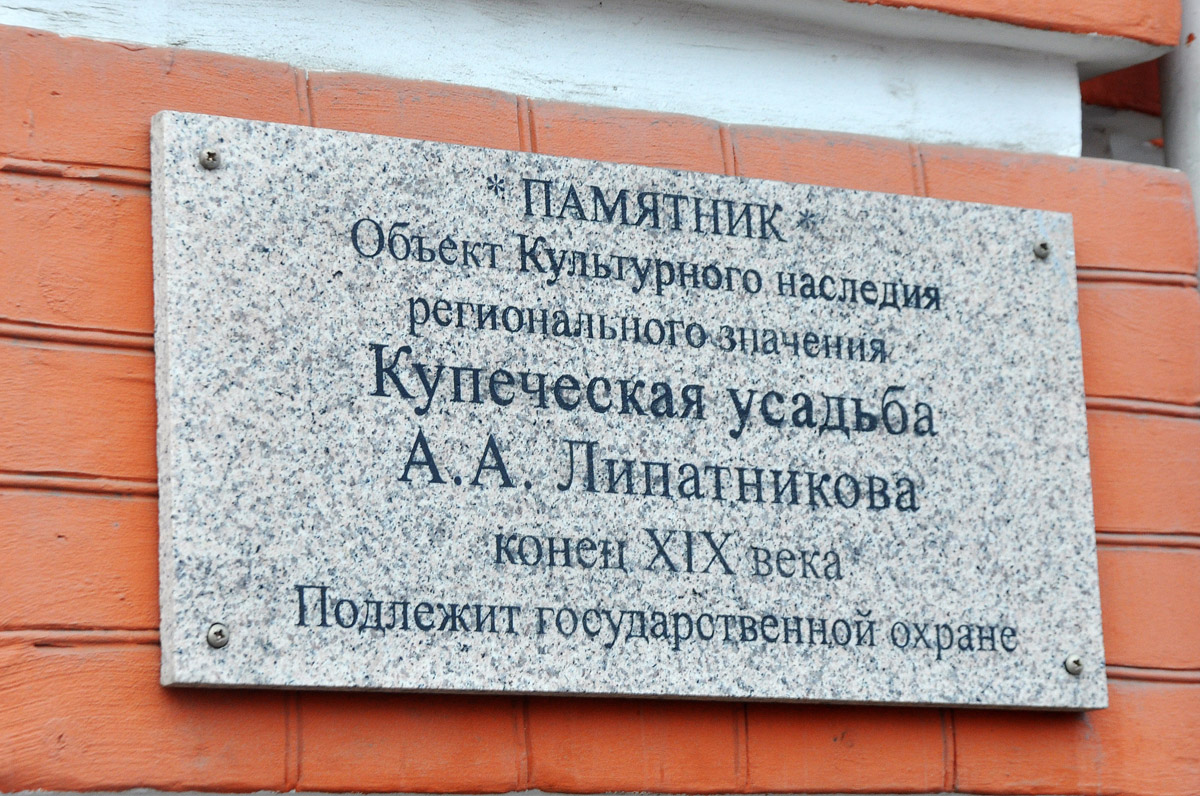 * ПАМЯТНИК *
Объект Культурного наследия
регионального значения
Купеческая усадьба
А.А. Липатникова
конец XIX века
Подлежит государственной охране